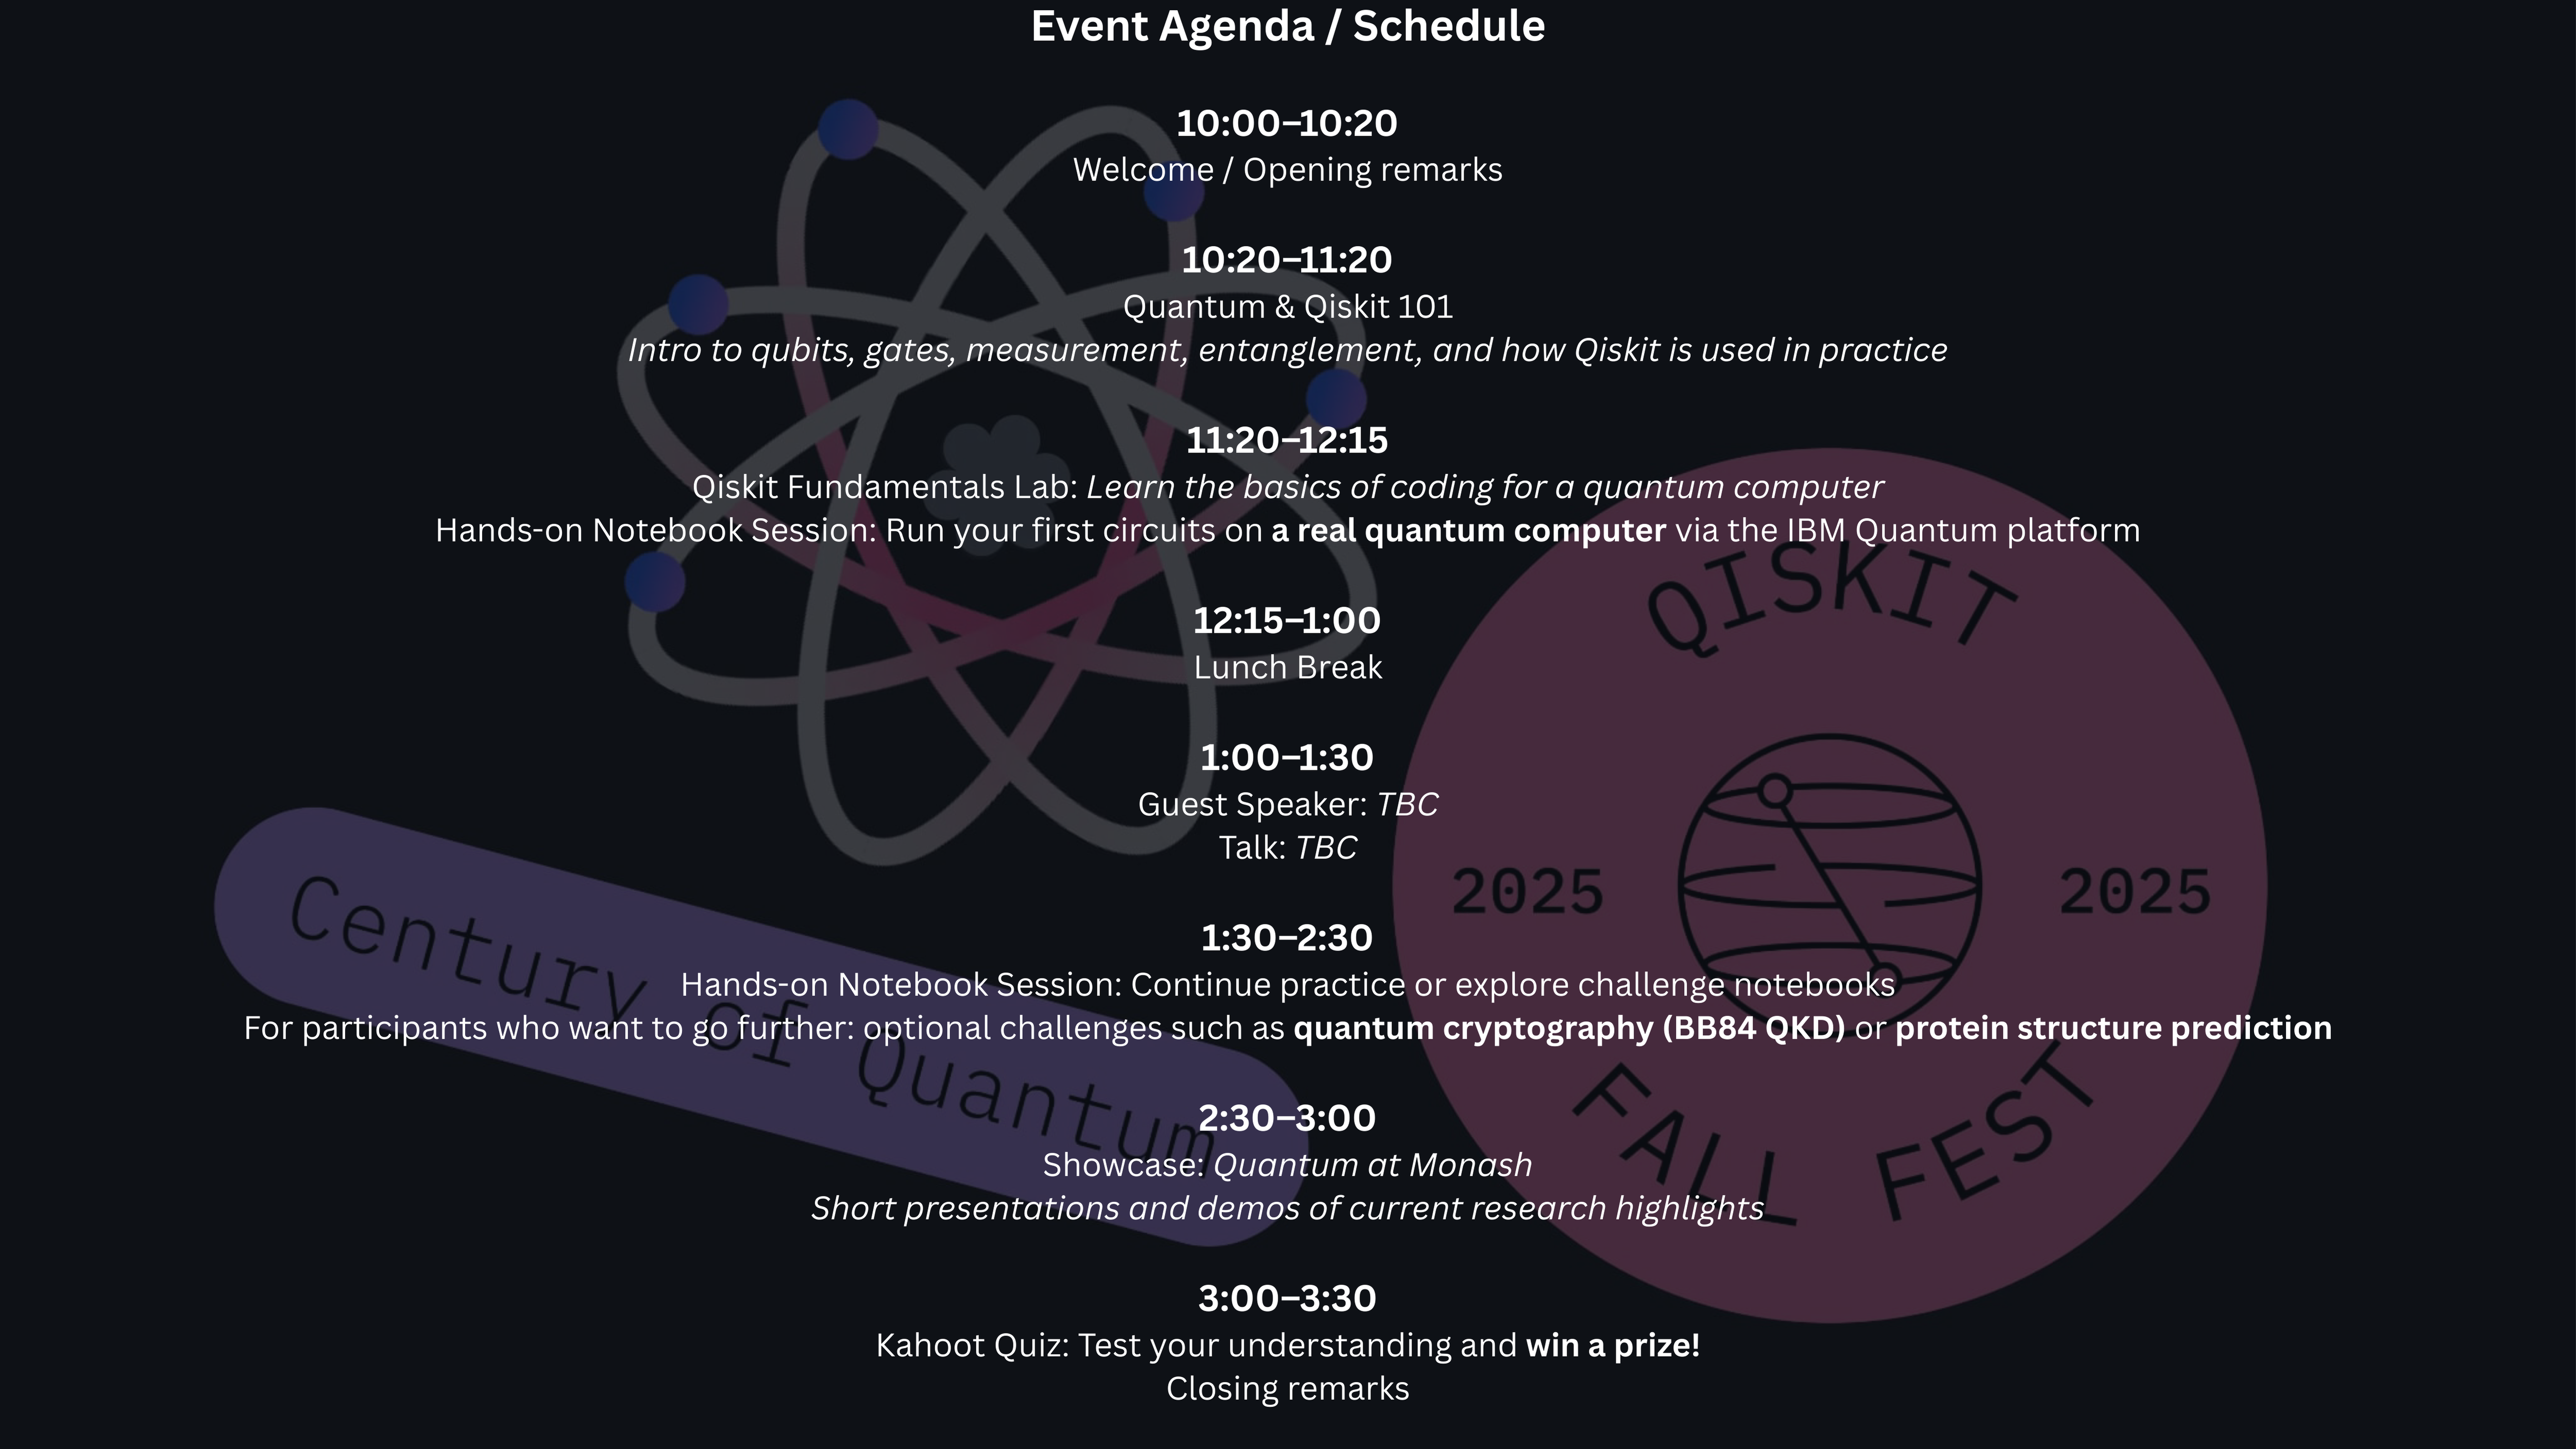 Event Agenda / Schedule
10:00–10:20
Welcome / Opening remarks
10:20–11:20
Quantum & Qiskit 101
Intro to qubits, gates, measurement, entanglement, and how Qiskit is used in practice
11:20–12:15
Qiskit Fundamentals Lab: Learn the basics of coding for a quantum computer
Hands-on Notebook Session: Run your first circuits on a real quantum computer via the IBM Quantum platform
12:15–1:00
Lunch Break
1:00–1:30
Guest Speaker: TBC
Talk: TBC
1:30–2:30
Hands-on Notebook Session: Continue practice or explore challenge notebooks
For participants who want to go further: optional challenges such as quantum cryptography (BB84 QKD) or protein structure prediction
2:30–3:00
Showcase: Quantum at Monash
Short presentations and demos of current research highlights
3:00–3:30
Kahoot Quiz: Test your understanding and win a prize!
Closing remarks
Century of Quantum
QISKIT
2025 2025
FALL FEST